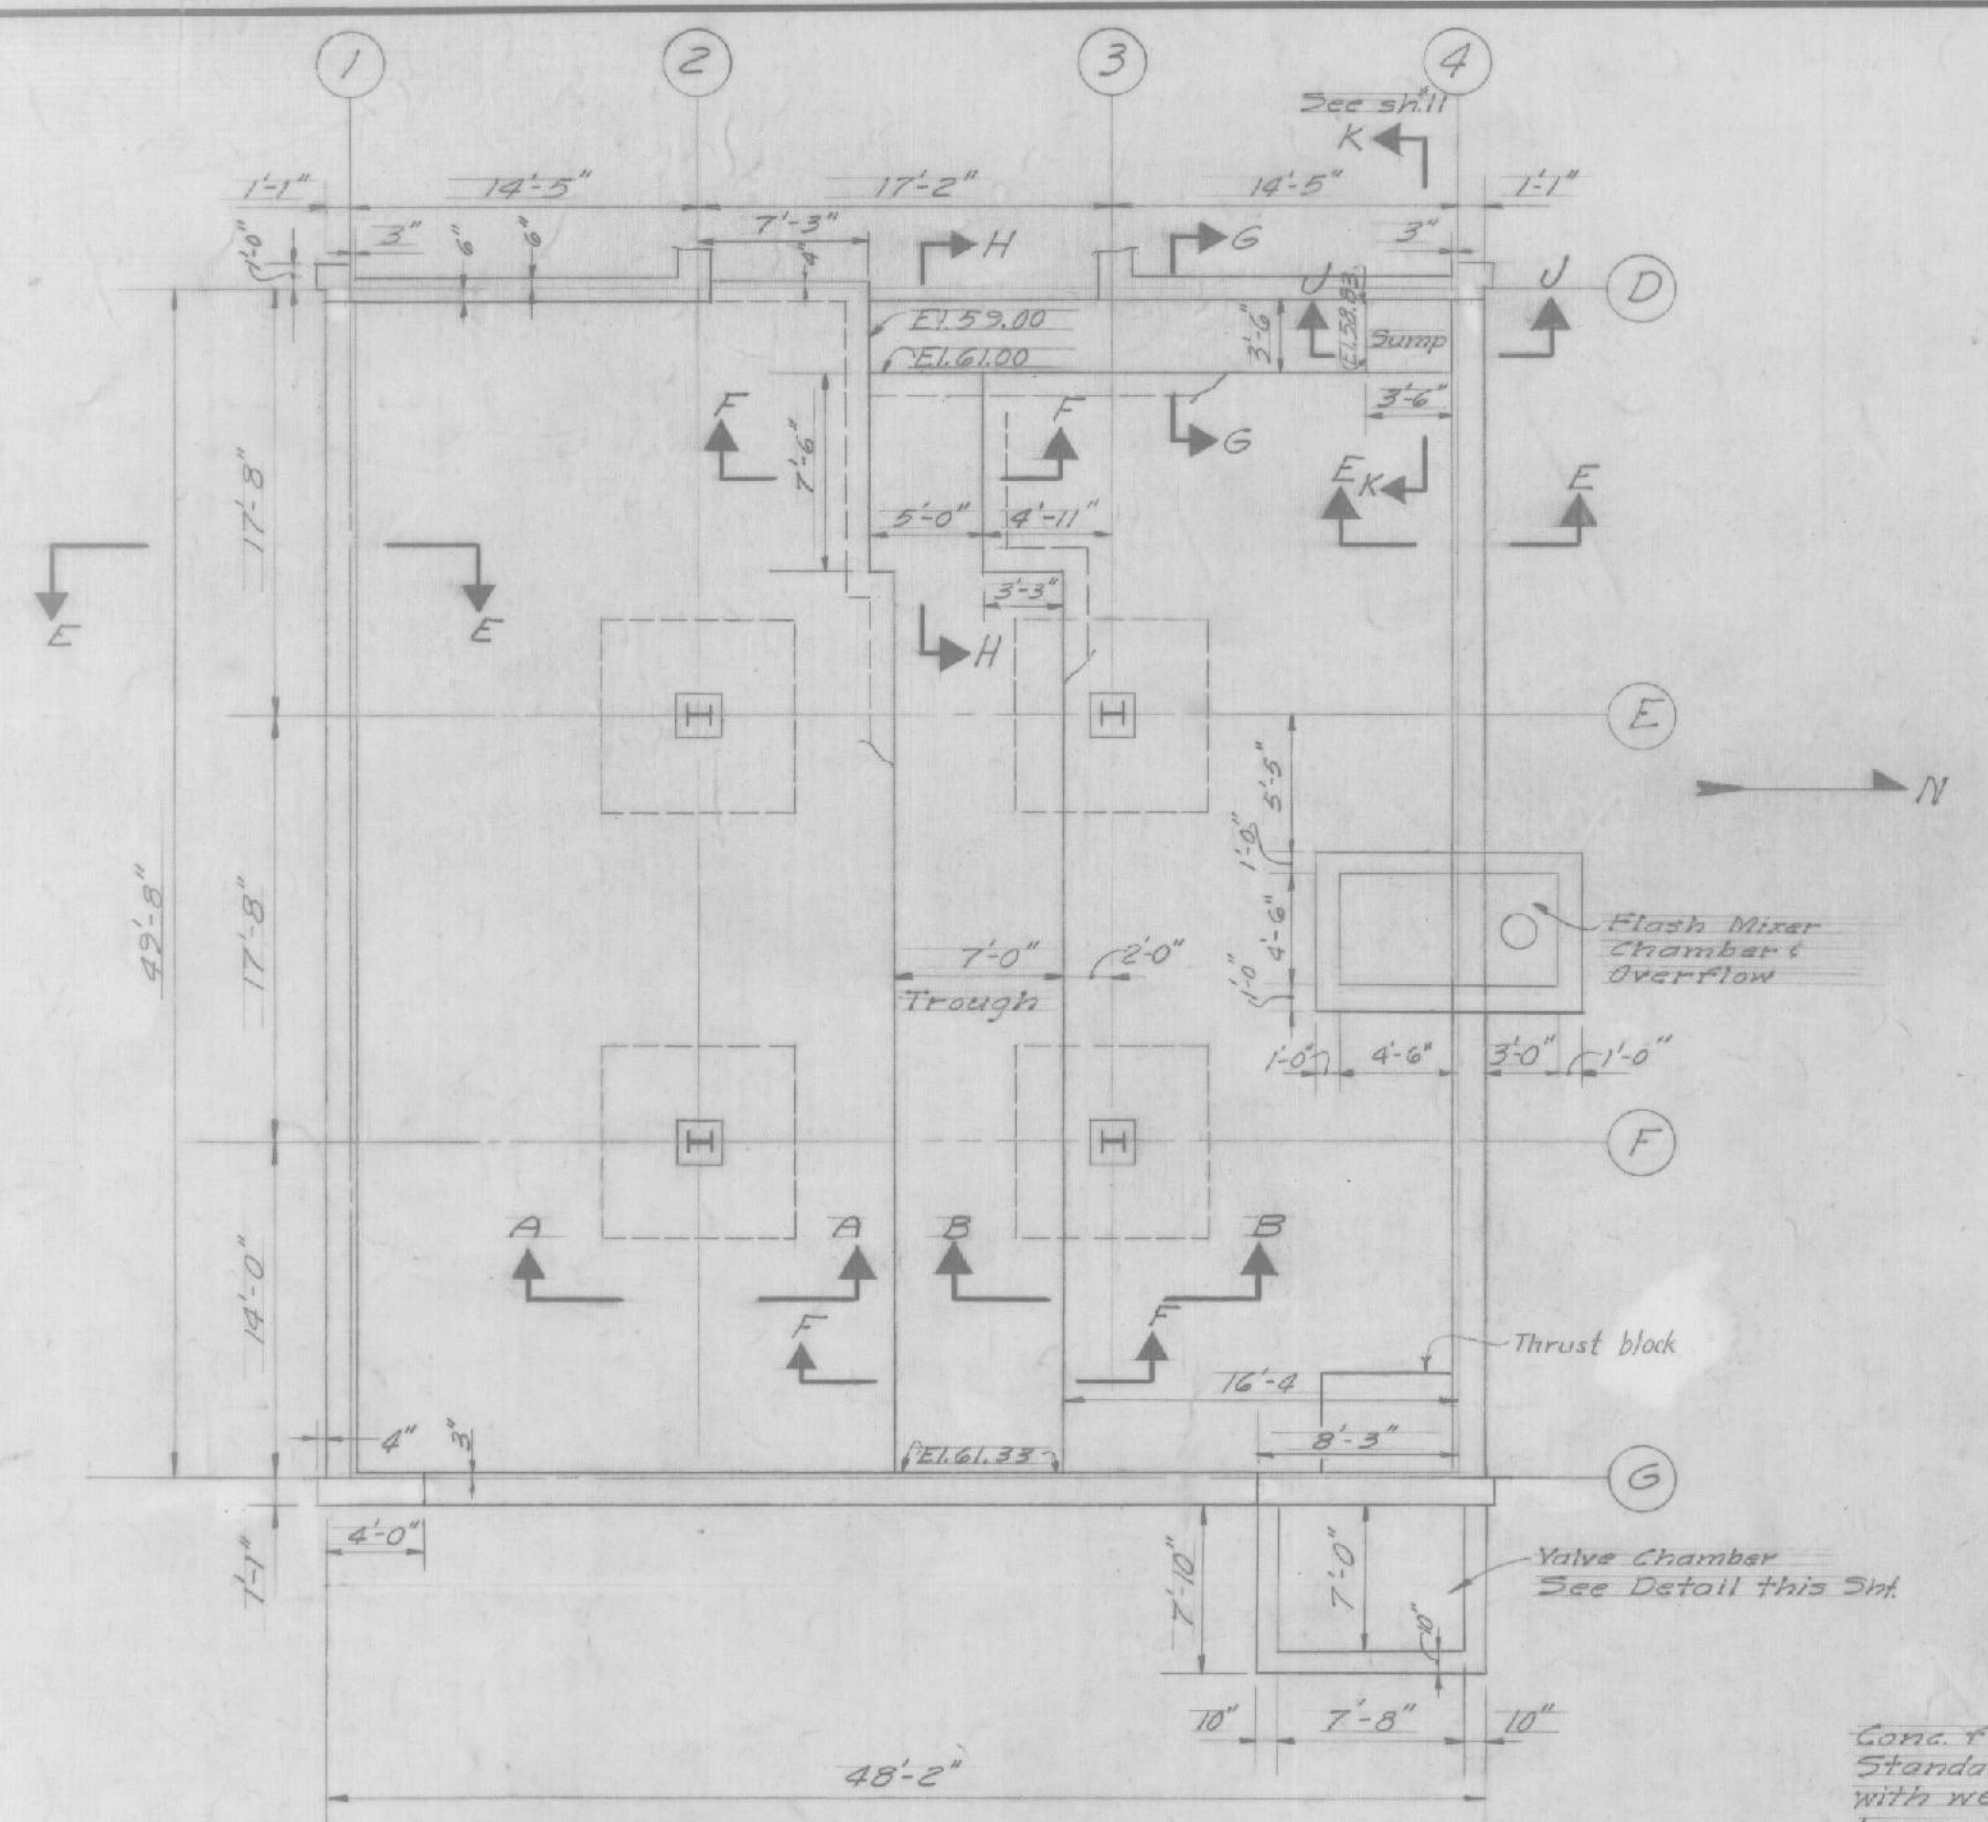 1
2
3
4
See sh. 11
K
1'-1"
14'-5"
17'-2"
14'-5"
1'-1"
7'-3"
1'-0"
3"
6"
6"
4"
H
G
3"
J
J
D
El. 59.00
3'-6"
El. 58.83
Sump
El. 61.00
3'-6"
F
F
G
7'-6"
17'-8"
E
K
E
5'-0"
4'-11"
3'-3"
E
E
H
E
5'-5"
N
1'-0"
49'-8"
17'-8"
4'-6"
Flash Mixer
Chamber &
Overflow
7'-0"
2'-0"
1'-0"
Trough
1'-0"
4'-6"
3'-0"
1'-0"
F
A
A
B
B
14'-0"
F
F
Thrust block
16'-4
4"
3"
8'-3"
El. 61.33
G
4'-0"
1'-1"
7'-10"
7'-0"
Valve Chamber
See Detail this Sht.
10"
10"
7'-8"
10"
48'-2"
Conc. f
Standa
with we